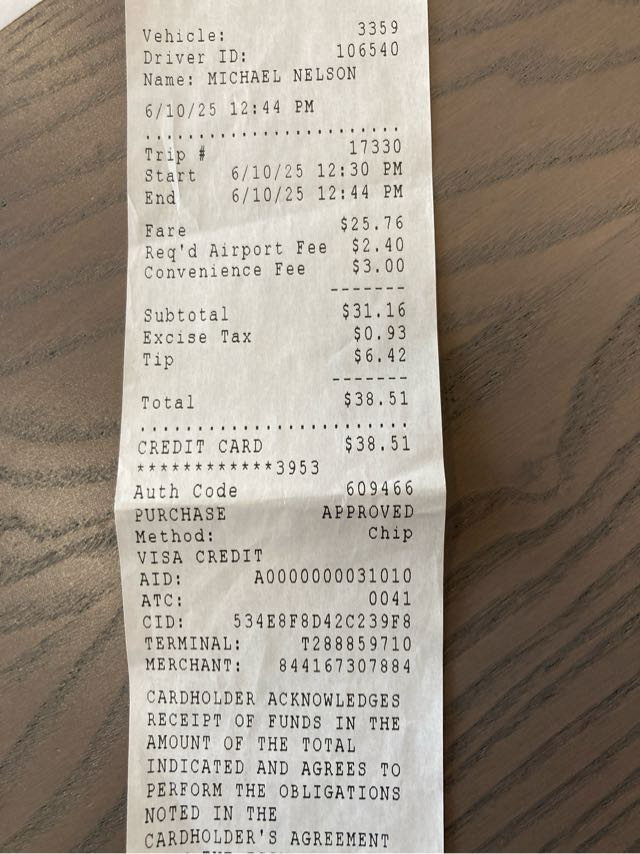 Vehicle: 3359
Driver ID: 106540
Name: MICHAEL NELSON
6/10/25 12:44 PM
........................
Trip # 17330
Start 6/10/25 12:30 PM
End 6/10/25 12:44 PM
Fare $25.76
Req'd Airport Fee $2.40
Convenience Fee $3.00
-------
Subtotal $31.16
Excise Tax $0.93
Tip $6.42
-------
Total $38.51
........................
CREDIT CARD $38.51
************3953
Auth Code 609466
PURCHASE APPROVED
Method: Chip
VISA CREDIT
AID: A0000000031010
ATC: 0041
CID: 534E8F8D42C239F8
TERMINAL: T288859710
MERCHANT: 844167307884
CARDHOLDER ACKNOWLEDGES
RECEIPT OF FUNDS IN THE
AMOUNT OF THE TOTAL
INDICATED AND AGREES TO
PERFORM THE OBLIGATIONS
NOTED IN THE
CARDHOLDER'S AGREEMENT